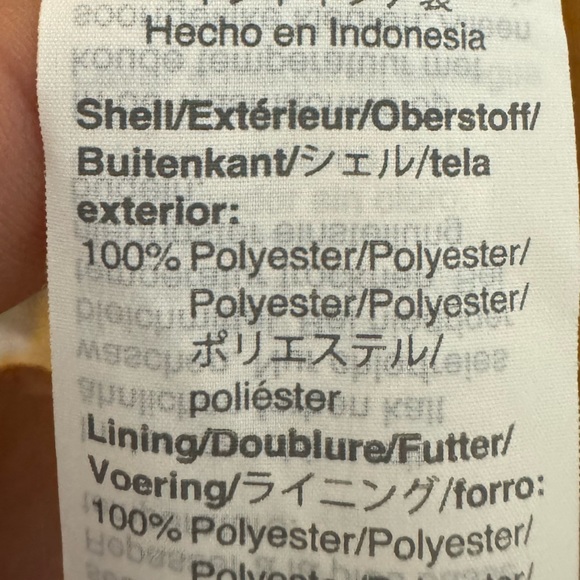 Hecho en Indonesia
Shell/Extérieur/Oberstoff/
Buitenkant/シェル/tela
exterior:
100% Polyester/Polyester/
Polyester/Polyester/
ポリエステル/
poliéster
Lining/Doublure/Futter/
Voering/ライニング/forro:
100% Polyester/Polyester/